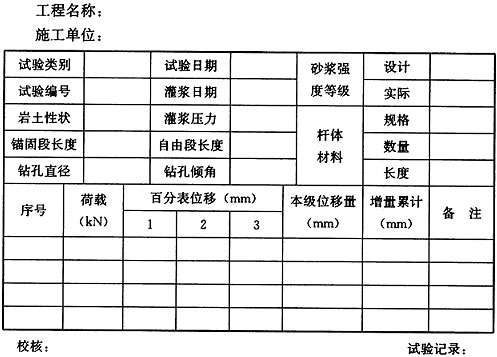 工程名称：
施工单位：
试验类别 试验日期 砂浆强度等级 设计
试验编号 灌浆日期 实际
岩土性状 灌浆压力 杆体材料 规格
锚固段长度 自由段长度 数量
钻孔直径 钻孔倾角 长度
序号 荷载（kN） 百分表位移（mm） 本级位移量（mm） 增量累计（mm） 备 注
1 2 3
校核： 试验记录：